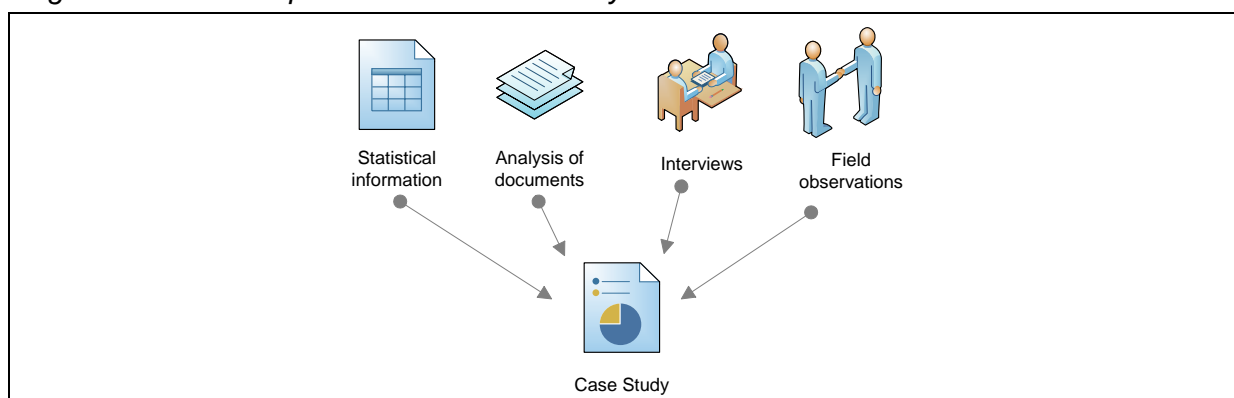 Statistical
information
Analysis of
documents
Interviews
Field
observations
Case Study